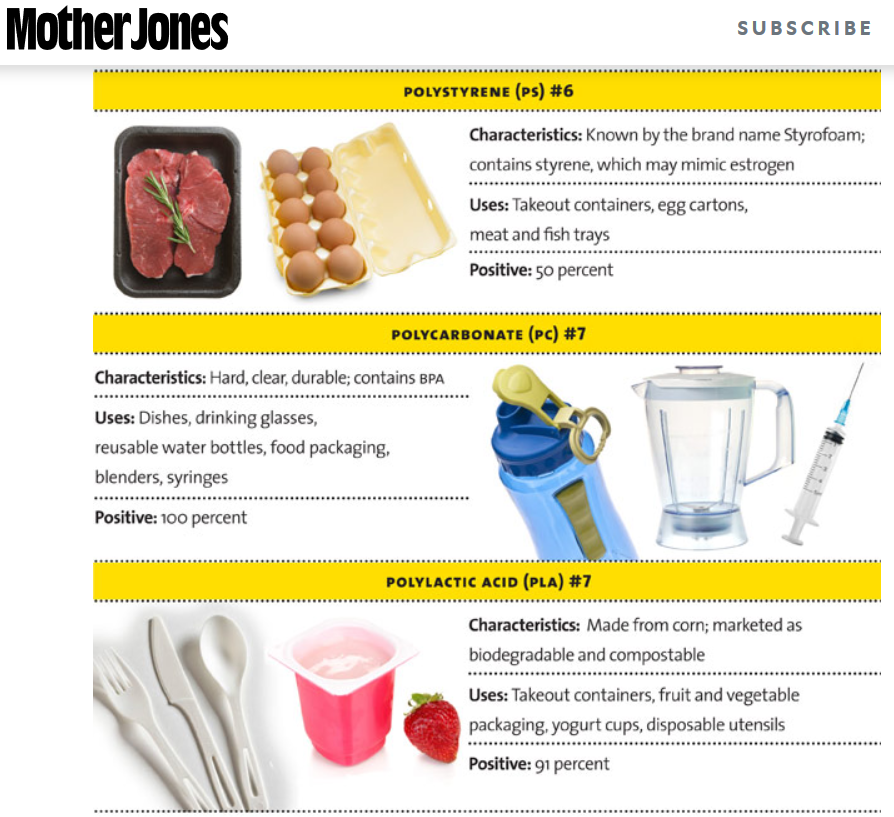 Mother Jones
SUBSCRIBE
POLYSTYRENE (PS) #6
Characteristics: Known by the brand name Styrofoam;
contains styrene, which may mimic estrogen
Uses: Takeout containers, egg cartons,
meat and fish trays
Positive: 50 percent
POLYCARBONATE (PC) #7
Characteristics: Hard, clear, durable; contains BPA
Uses: Dishes, drinking glasses,
reusable water bottles, food packaging,
blenders, syringes
Positive: 100 percent
POLYLACTIC ACID (PLA) #7
Characteristics: Made from corn; marketed as
biodegradable and compostable
Uses: Takeout containers, fruit and vegetable
packaging, yogurt cups, disposable utensils
Positive: 91 percent